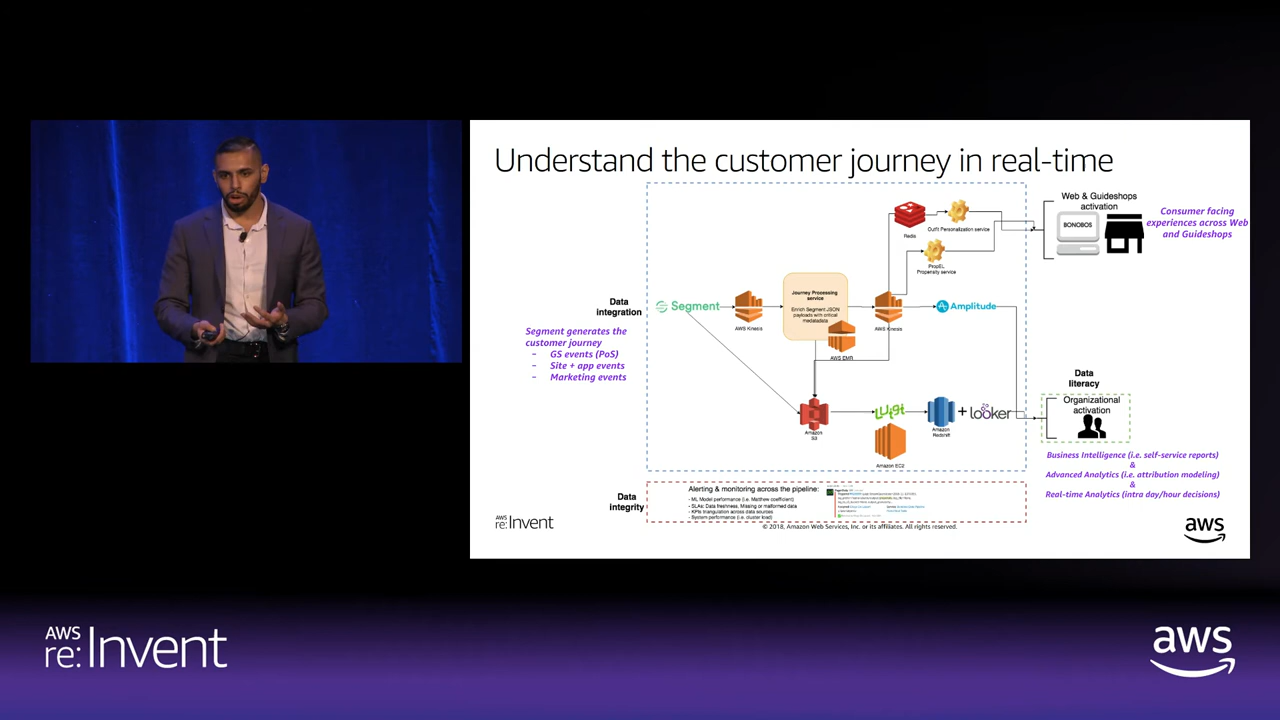 Understand the customer journey in real-time
Web & Guideshops
activation
BONOBOS
Consumer facing
experiences across Web
and Guideshops
Redis
Outfit Personalization service
PropEL
Propensity service
Data
integration
Segment
AWS Kinesis
Journey Processing
service
Enrich Segment JSON
payloads with critical
metadata
AWS EMR
AWS Kinesis
Amplitude
Segment generates the
customer journey
- GS events (PoS)
- Site + app events
- Marketing events
Data
literacy
Organizational
activation
Amazon
S3
Luigi
Amazon EC2
Amazon
Redshift
+
looker
Business Intelligence (i.e. self-service reports)
&
Advanced Analytics (i.e. attribution modeling)
&
Real-time Analytics (intra day/hour decisions)
Data
integrity
Alerting & monitoring across the pipeline:
- ML Model performance (i.e. Matthew coefficient)
- SLAs: Data freshness. Missing or malformed data
- KPIs triangulation across data sources
- System performance (i.e. cluster load)
AWS
re:Invent
© 2018, Amazon Web Services, Inc. or its affiliates. All rights reserved.
aws
AWS
re:Invent
aws